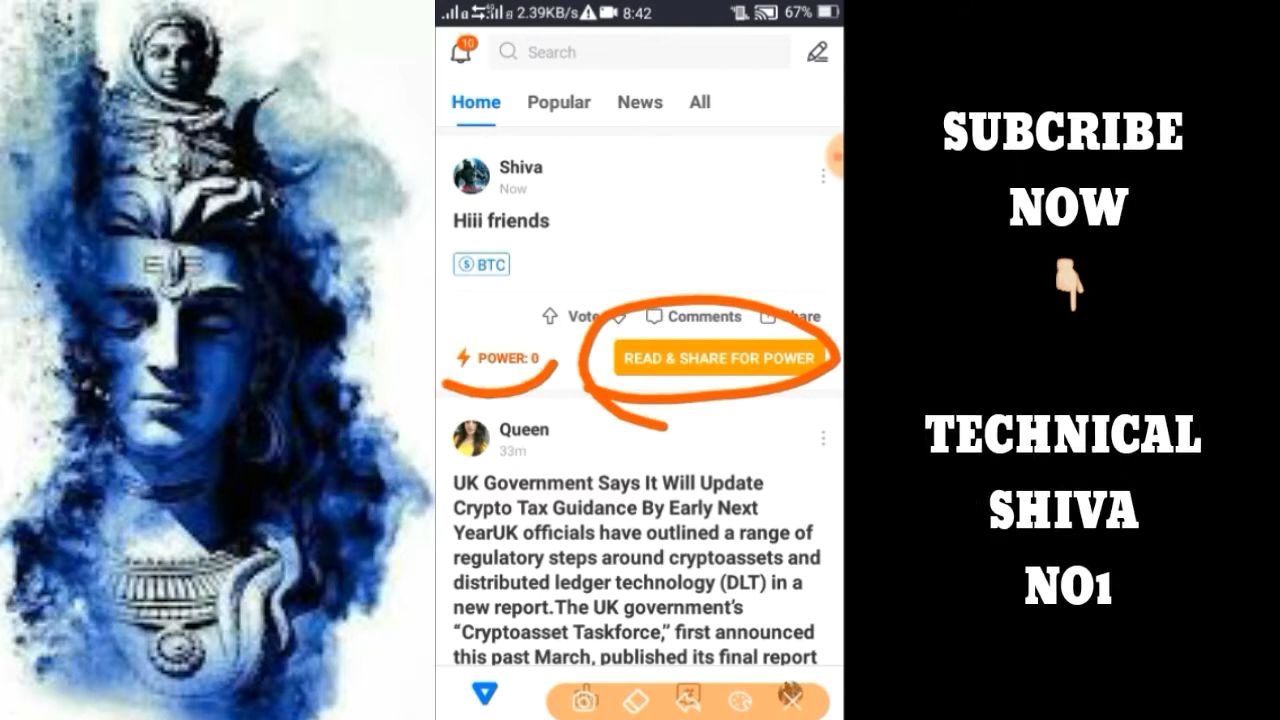 2.39KB/s 8:42 67%
10
Search
Home Popular News All
Shiva
Now
Hiii friends
BTC
Vote Comments Share
POWER: 0 READ & SHARE FOR POWER
Queen
33m
UK Government Says It Will Update
Crypto Tax Guidance By Early Next
YearUK officials have outlined a range of
regulatory steps around cryptoassets and
distributed ledger technology (DLT) in a
new report.The UK government’s
“Cryptoasset Taskforce,” first announced
this past March, published its final report
SUBCRIBE
NOW
TECHNICAL
SHIVA
NO1